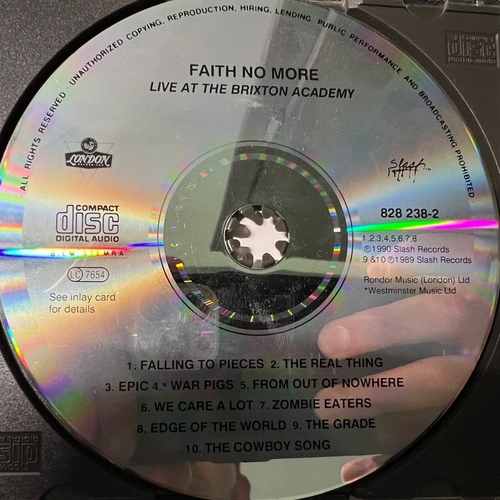 ALL RIGHTS RESERVED · UNAUTHORIZED COPYING, REPRODUCTION, HIRING, LENDING, PUBLIC PERFORMANCE AND BROADCASTING PROHIBITED
FAITH NO MORE
LIVE AT THE BRIXTON ACADEMY
LONDON
Slash
COMPACT
disc
DIGITAL AUDIO
828 238-2
1,2,3,4,5,6,7,8
℗1990 Slash Records
9 &10 ℗1989 Slash Records
LC 7654
Rondor Music (London) Ltd
*Westminster Music Ltd
See inlay card
for details
1. FALLING TO PIECES 2. THE REAL THING
3. EPIC 4.* WAR PIGS 5. FROM OUT OF NOWHERE
6. WE CARE A LOT 7. ZOMBIE EATERS
8. EDGE OF THE WORLD 9. THE GRADE
10. THE COWBOY SONG
disc